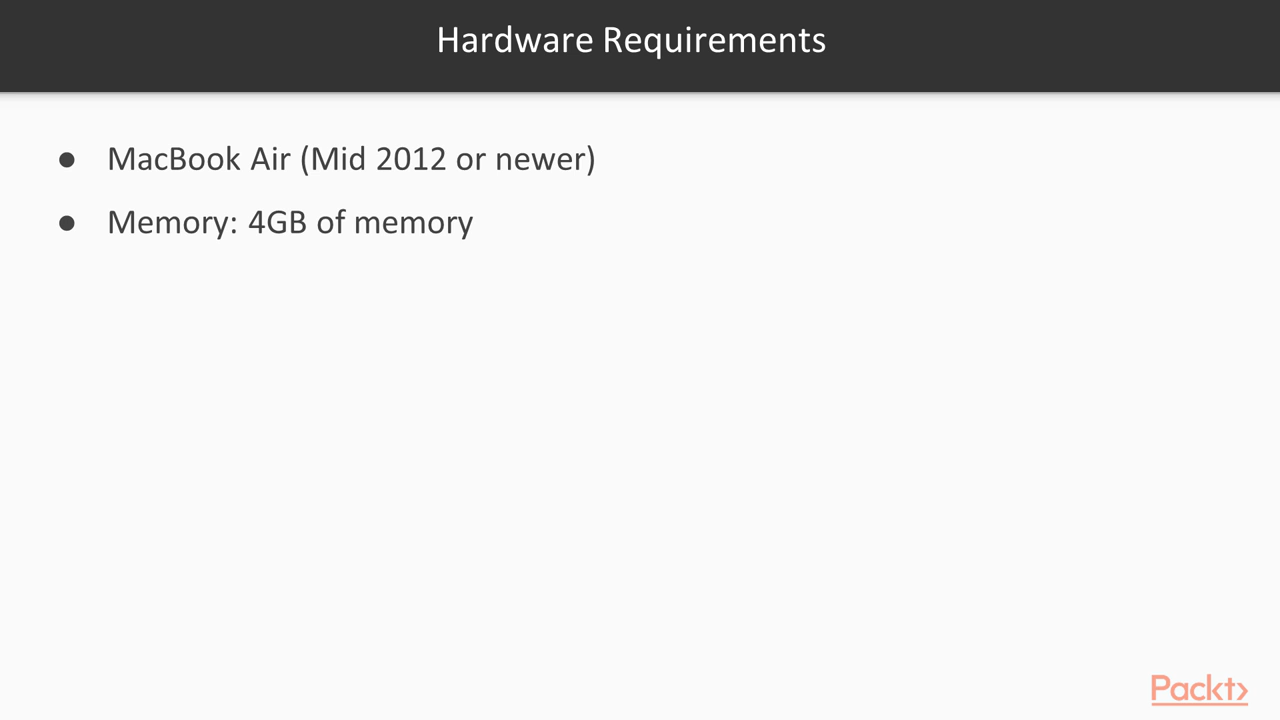 Hardware Requirements
● MacBook Air (Mid 2012 or newer)
● Memory: 4GB of memory
Packt>